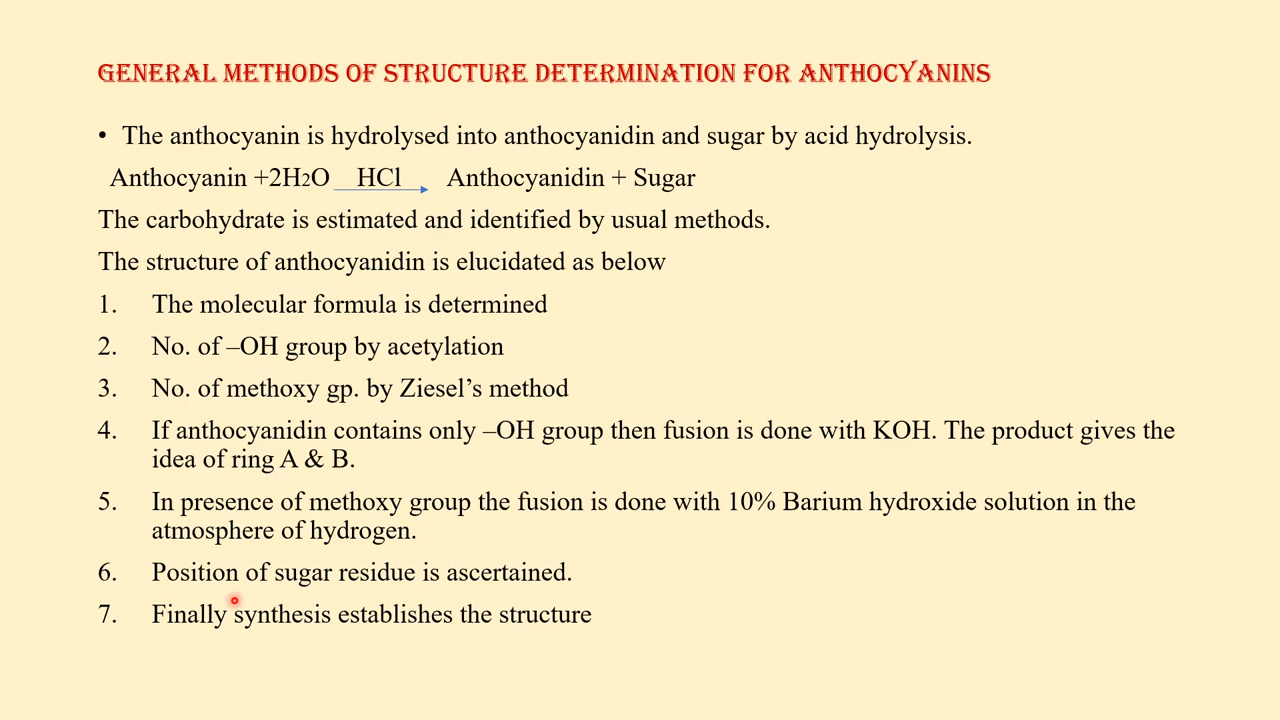 GENERAL METHODS OF STRUCTURE DETERMINATION FOR ANTHOCYANINS
• The anthocyanin is hydrolysed into anthocyanidin and sugar by acid hydrolysis.
Anthocyanin +2H2O HCl Anthocyanidin + Sugar
The carbohydrate is estimated and identified by usual methods.
The structure of anthocyanidin is elucidated as below
1. The molecular formula is determined
2. No. of –OH group by acetylation
3. No. of methoxy gp. by Ziesel’s method
4. If anthocyanidin contains only –OH group then fusion is done with KOH. The product gives the
idea of ring A & B.
5. In presence of methoxy group the fusion is done with 10% Barium hydroxide solution in the
atmosphere of hydrogen.
6. Position of sugar residue is ascertained.
7. Finally synthesis establishes the structure